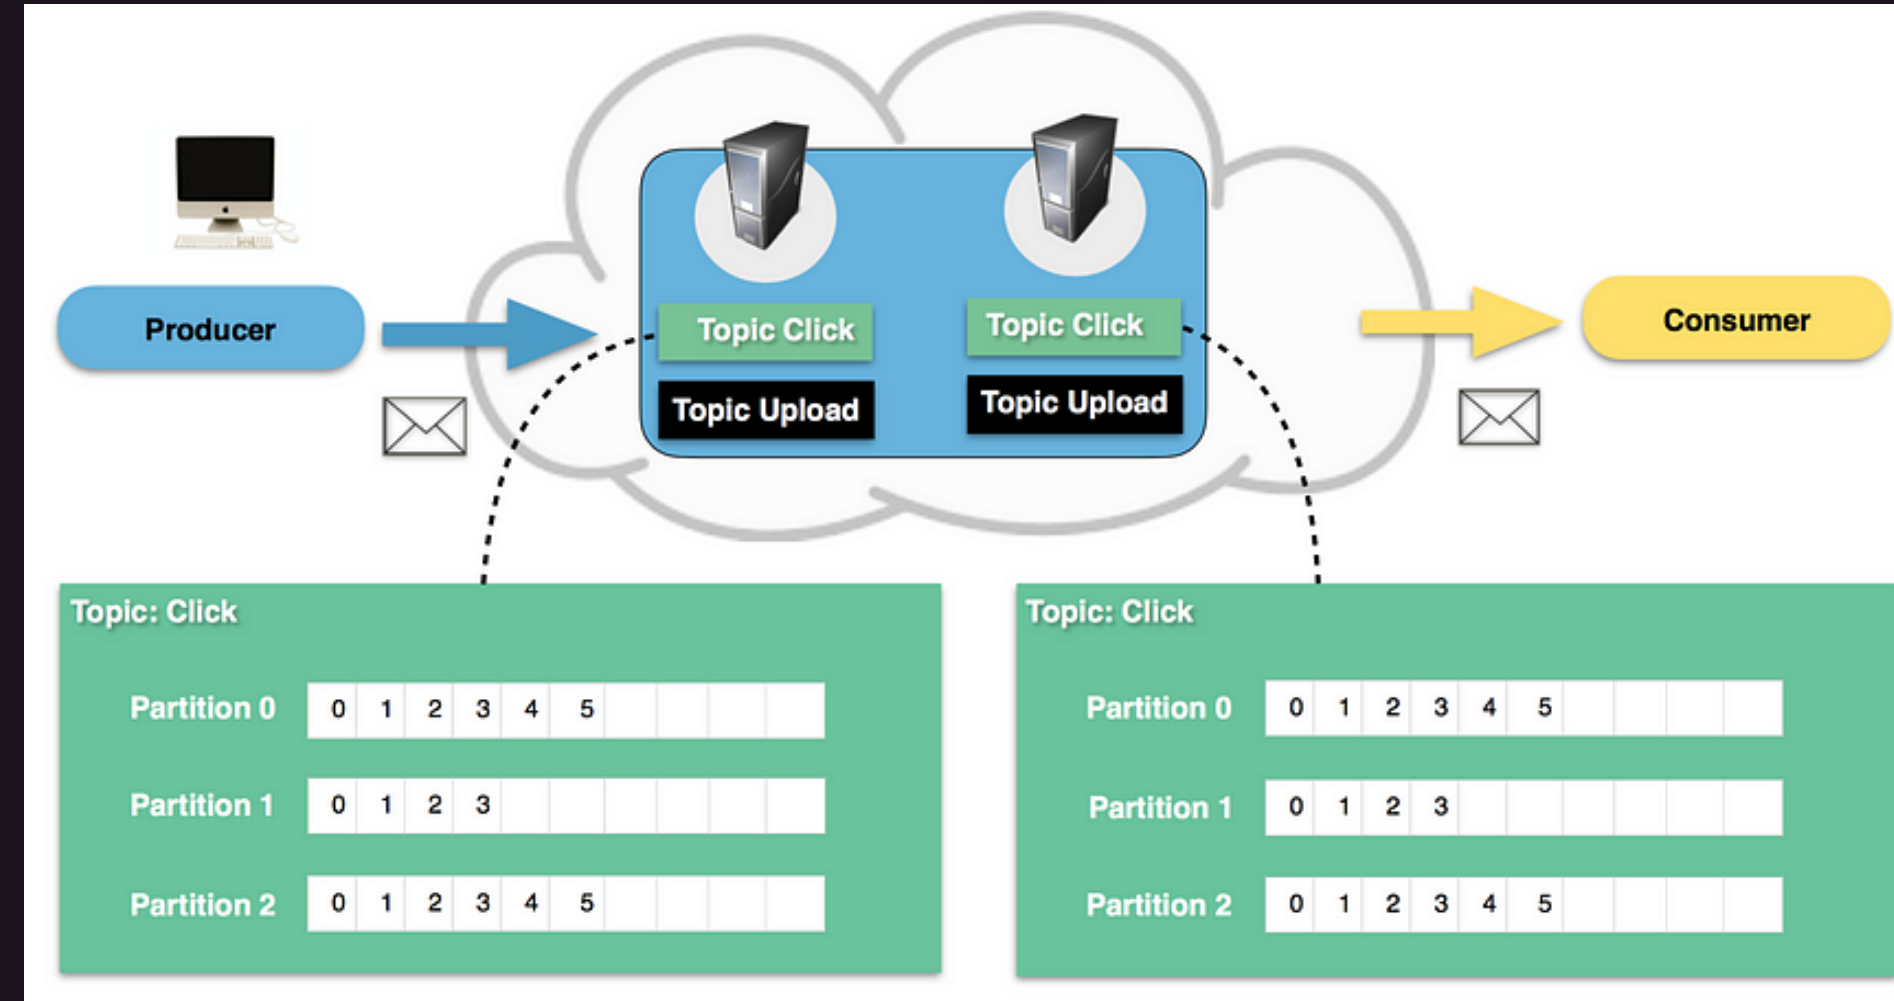 Producer
Topic Click
Topic Upload
Topic Click
Topic Upload
Consumer
Topic: Click
Partition 0 0 1 2 3 4 5
Partition 1 0 1 2 3
Partition 2 0 1 2 3 4 5
Topic: Click
Partition 0 0 1 2 3 4 5
Partition 1 0 1 2 3
Partition 2 0 1 2 3 4 5